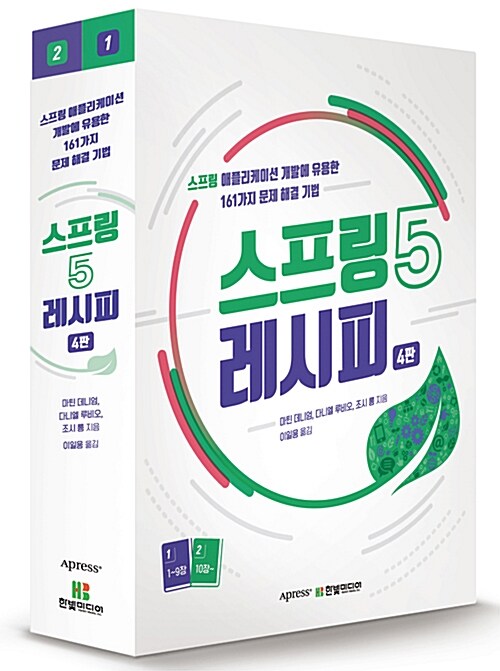 2 1
스프링 애플리케이션
개발에 유용한
161가지
문제 해결 기법
스프링
5
레시피
4판
마틴 데니엄,
다니엘 루비오,
조시 롱 지음
이일웅 옮김
Apress®
HB
한빛미디어
스프링 애플리케이션 개발에 유용한
161가지 문제 해결 기법
스프링5
레시피
4판
마틴 데니엄, 다니엘 루비오, 조시 롱 지음
이일웅 옮김
1
1~9장
2
10장~
Apress® HB 한빛미디어